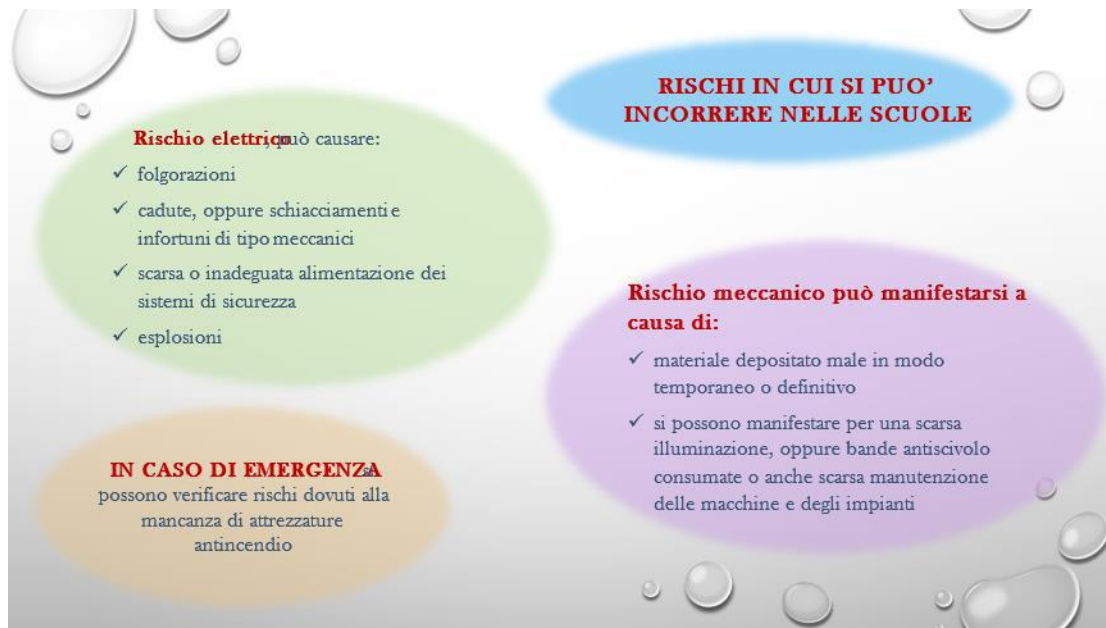 RISCHI IN CUI SI PUO’
INCORRERE NELLE SCUOLE
Rischio elettrico, può causare:
✓ folgorazioni
✓ cadute, oppure schiacciamenti e
infortuni di tipo meccanici
✓ scarsa o inadeguata alimentazione dei
sistemi di sicurezza
✓ esplosioni
Rischio meccanico può manifestarsi a
causa di:
✓ materiale depositato male in modo
temporaneo o definitivo
✓ si possono manifestare per una scarsa
illuminazione, oppure bande antiscivolo
consumate o anche scarsa manutenzione
delle macchine e degli impianti
IN CASO DI EMERGENZA si
possono verificare rischi dovuti alla
mancanza di attrezzature
antincendio